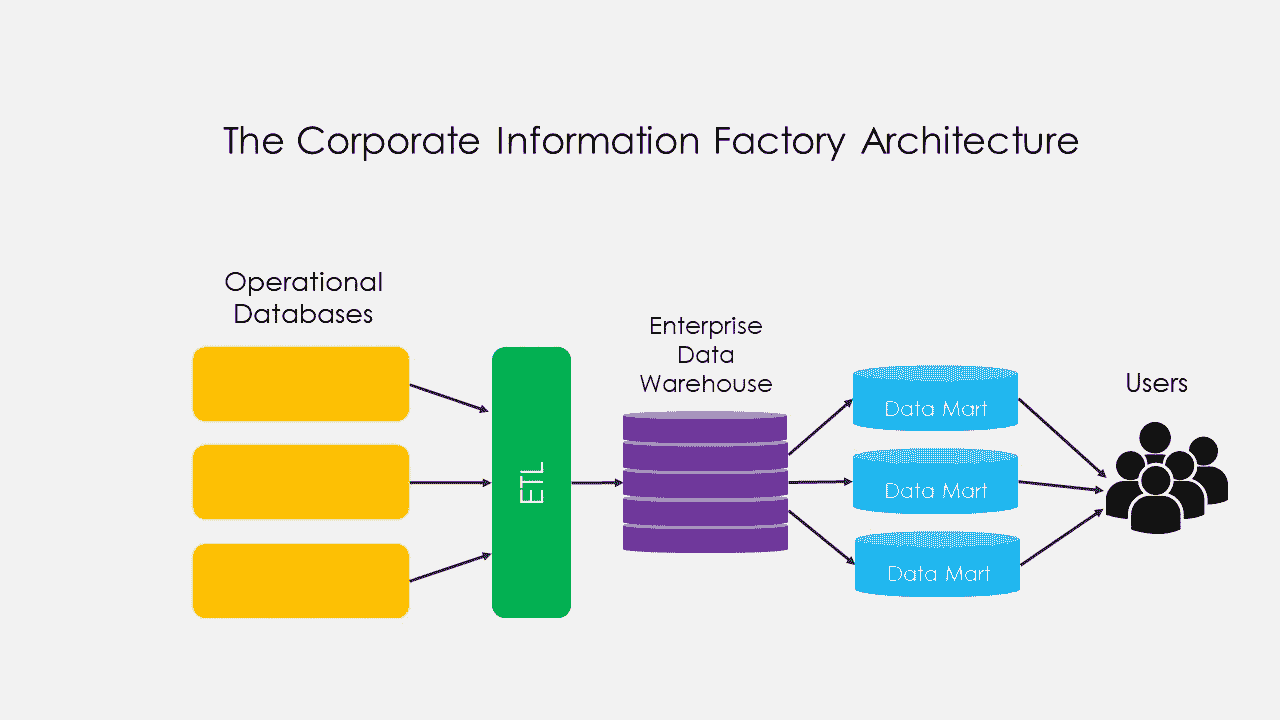 The Corporate Information Factory Architecture
Operational
Databases
Enterprise
Data
Warehouse
Users
ETL
Data Mart
Data Mart
Data Mart